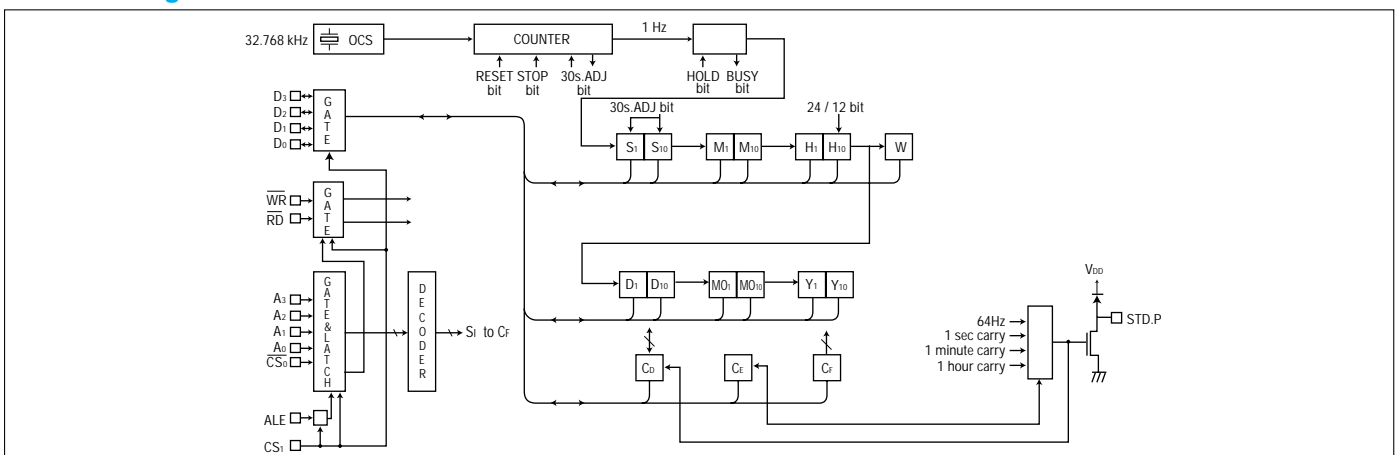 32.768 kHz OCS COUNTER 1 Hz
RESET bit
STOP bit
30s.ADJ bit
HOLD bit
BUSY bit
D3
D2
D1
D0
GATE
30s.ADJ bit
24 / 12 bit
S1 S10 M1 M10 H1 H10 W
WR
RD
GATE
A3
A2
A1
A0
CS0
GATE&LATCH
DECODER
S1 to CF
ALE
CS1
D1 D10 MO1 MO10 Y1 Y10
CD CE CF
64Hz
1 sec carry
1 minute carry
1 hour carry
VDD
STD.P